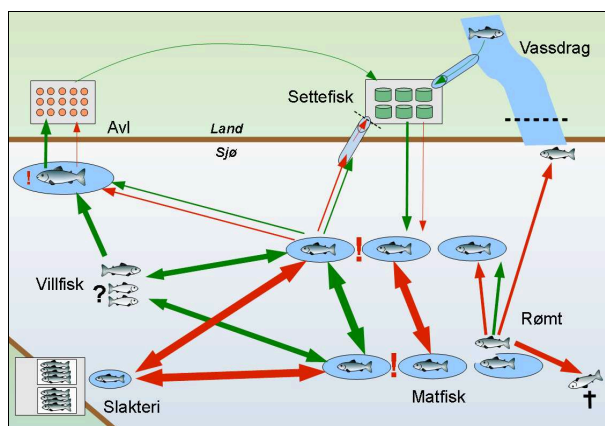 Vassdrag
Settefisk
Avl
Land
Sjø
!
!
Villfisk
?
Rømt
!
Slakteri
Matfisk